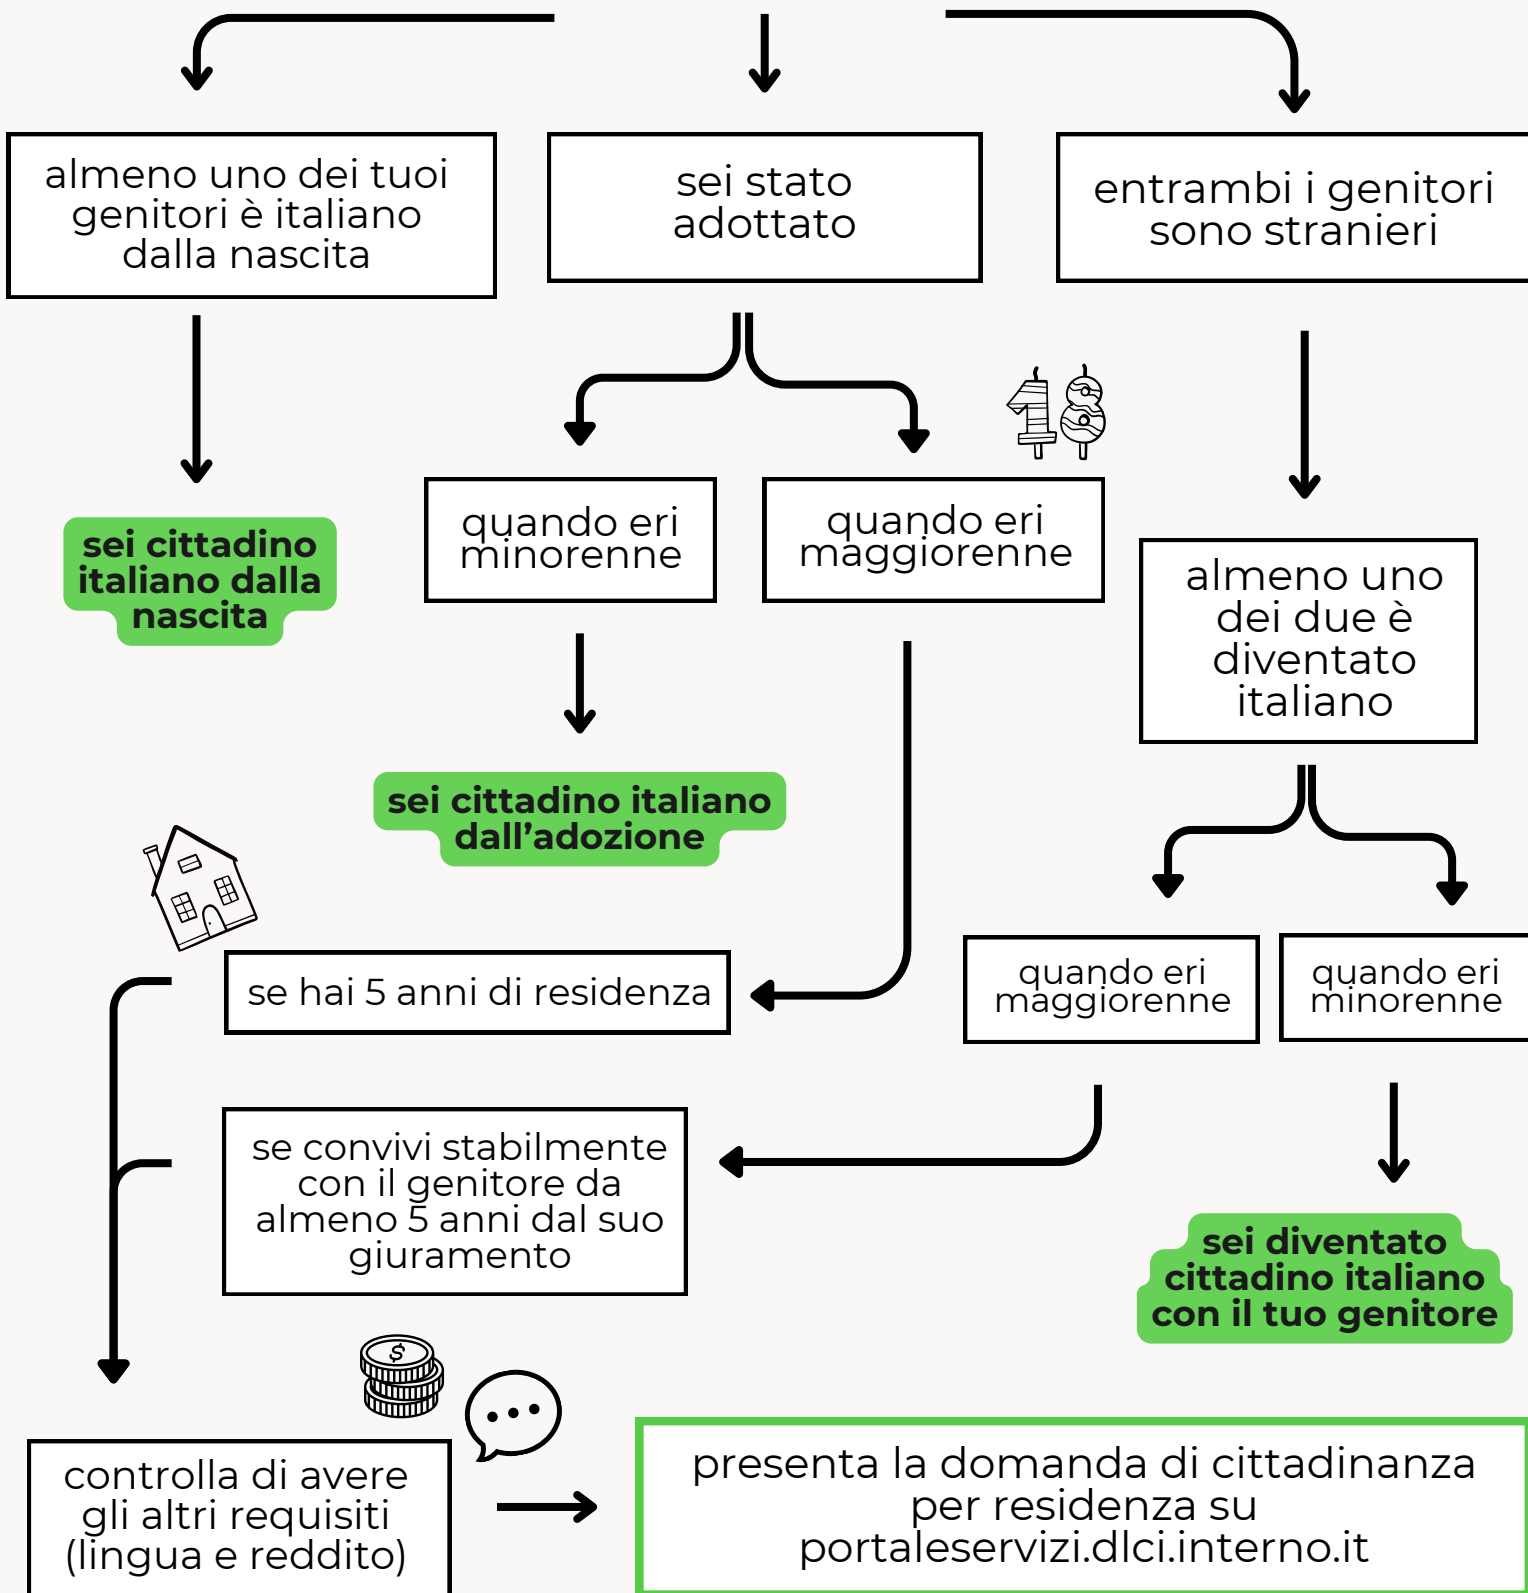 almeno uno dei tuoi
genitori è italiano
dalla nascita
sei stato
adottato
entrambi i genitori
sono stranieri
18
quando eri
minorenne
quando eri
maggiorenne
sei cittadino
italiano dalla
nascita
almeno uno
dei due è
diventato
italiano
sei cittadino italiano
dall’adozione
se hai 5 anni di residenza
quando eri
maggiorenne
quando eri
minorenne
se convivi stabilmente
con il genitore da
almeno 5 anni dal suo
giuramento
sei diventato
cittadino italiano
con il tuo genitore
$
controlla di avere
gli altri requisiti
(lingua e reddito)
presenta la domanda di cittadinanza
per residenza su
portaleservizi.dlci.interno.it